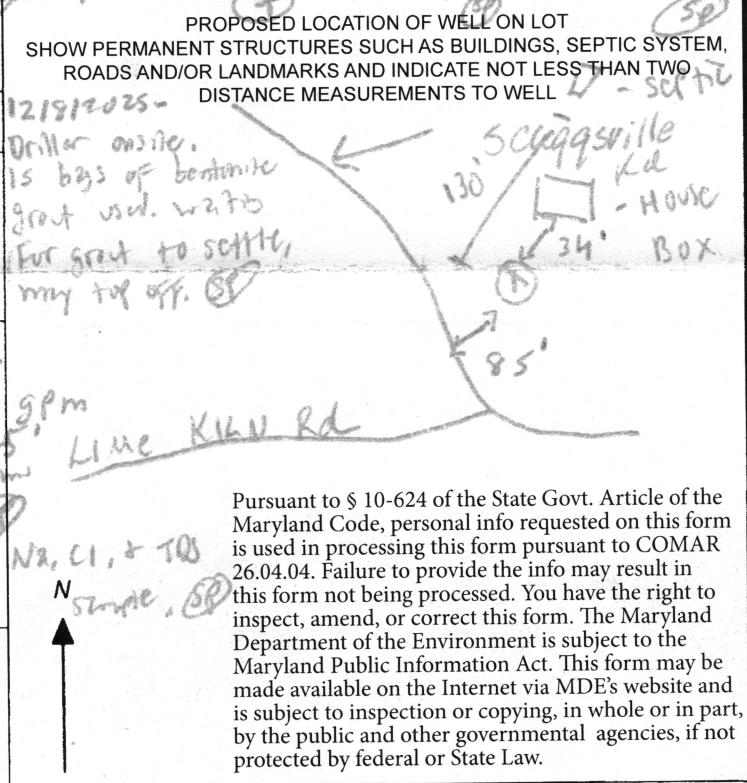 PROPOSED LOCATION OF WELL ON LOT
SHOW PERMANENT STRUCTURES SUCH AS BUILDINGS, SEPTIC SYSTEM,
ROADS AND/OR LANDMARKS AND INDICATE NOT LESS THAN TWO
DISTANCE MEASUREMENTS TO WELL
- septic
12/8/2025-
Driller onsite.
15 bags of bentonite
grout used. wait
For grout to settle,
may top off. SP
Scaggsville
Rd
130'
- House
34'
Box
85'
gpm
Lime Kiln Rd
Na, Cl, + TDS
sample. SP
N
Pursuant to § 10-624 of the State Govt. Article of the
Maryland Code, personal info requested on this form
is used in processing this form pursuant to COMAR
26.04.04. Failure to provide the info may result in
this form not being processed. You have the right to
inspect, amend, or correct this form. The Maryland
Department of the Environment is subject to the
Maryland Public Information Act. This form may be
made available on the Internet via MDE's website and
is subject to inspection or copying, in whole or in part,
by the public and other governmental agencies, if not
protected by federal or State Law.